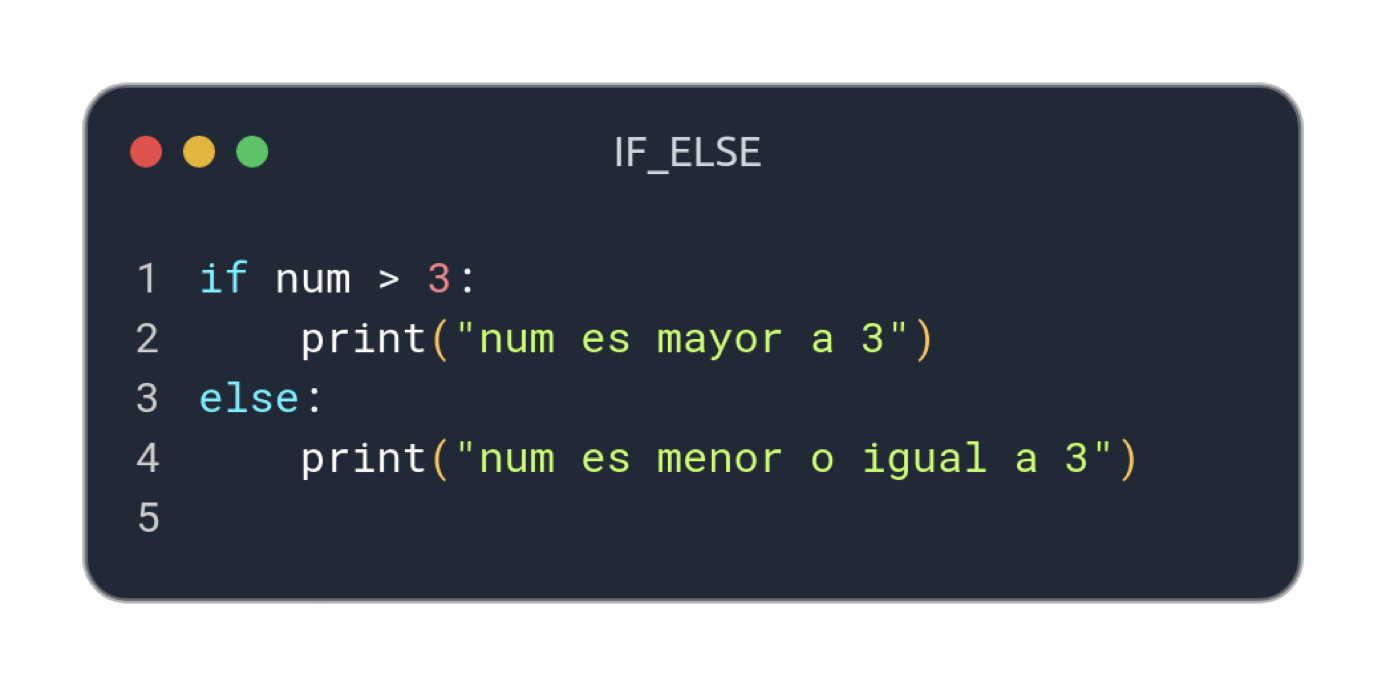 IF_ELSE
1 if num > 3:
2     print("num es mayor a 3")
3 else:
4     print("num es menor o igual a 3")
5